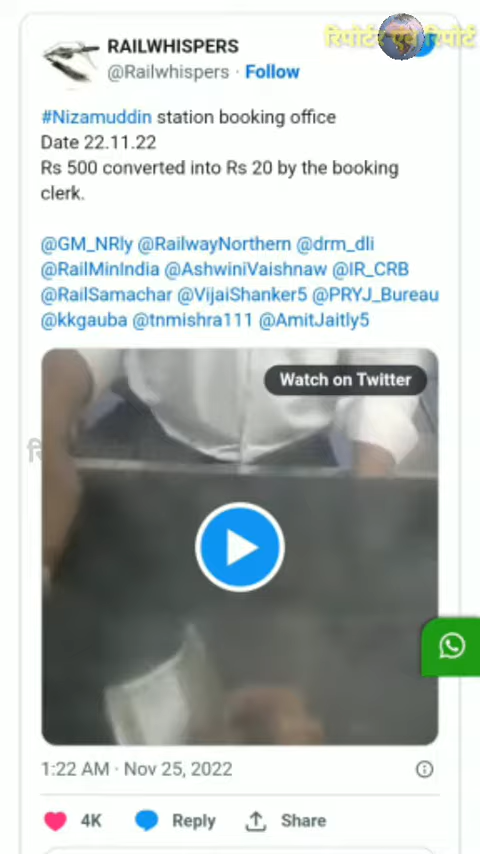 रिपोर्टर एवं रिपोर्ट
RAILWHISPERS
@Railwhispers · Follow
#Nizamuddin station booking office
Date 22.11.22
Rs 500 converted into Rs 20 by the booking
clerk.
@GM_NRly @RailwayNorthern @drm_dli
@RailMinIndia @AshwiniVaishnaw @IR_CRB
@RailSamachar @VijaiShanker5 @PRYJ_Bureau
@kkgauba @tnmishra111 @AmitJaitly5
Watch on Twitter
1:22 AM · Nov 25, 2022
4K Reply Share